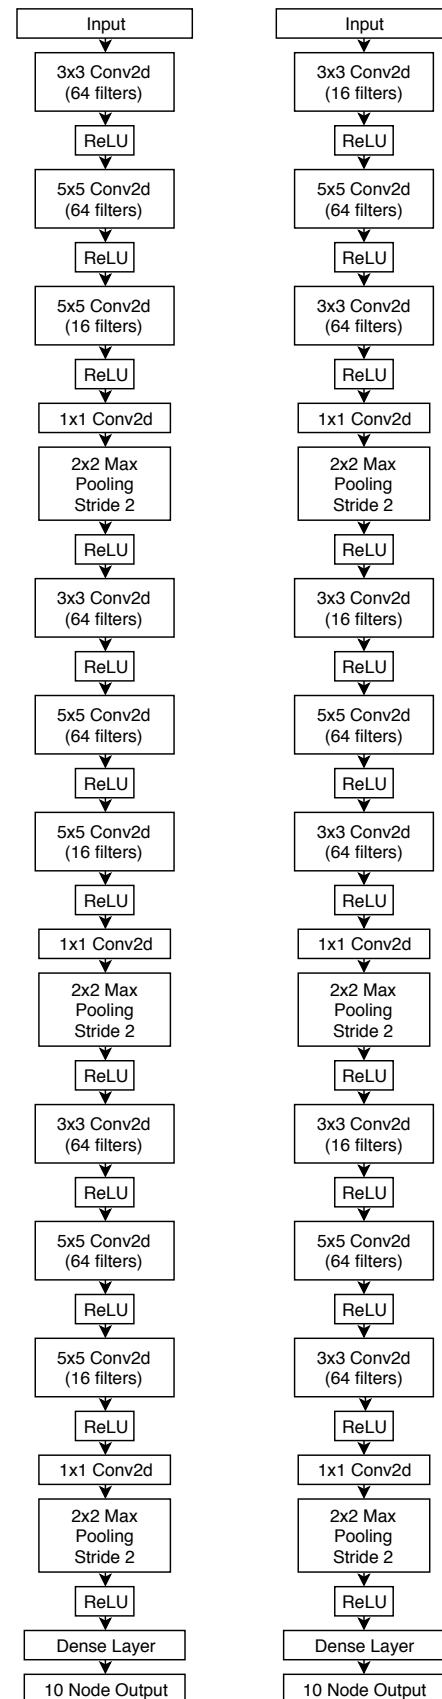 Input
3x3 Conv2d
(64 filters)
ReLU
5x5 Conv2d
(64 filters)
ReLU
5x5 Conv2d
(16 filters)
ReLU
1x1 Conv2d
2x2 Max
Pooling
Stride 2
ReLU
3x3 Conv2d
(64 filters)
ReLU
5x5 Conv2d
(64 filters)
ReLU
5x5 Conv2d
(16 filters)
ReLU
1x1 Conv2d
2x2 Max
Pooling
Stride 2
ReLU
3x3 Conv2d
(64 filters)
ReLU
5x5 Conv2d
(64 filters)
ReLU
5x5 Conv2d
(16 filters)
ReLU
1x1 Conv2d
2x2 Max
Pooling
Stride 2
ReLU
Dense Layer
10 Node Output
Input
3x3 Conv2d
(16 filters)
ReLU
5x5 Conv2d
(64 filters)
ReLU
3x3 Conv2d
(64 filters)
ReLU
1x1 Conv2d
2x2 Max
Pooling
Stride 2
ReLU
3x3 Conv2d
(16 filters)
ReLU
5x5 Conv2d
(64 filters)
ReLU
3x3 Conv2d
(64 filters)
ReLU
1x1 Conv2d
2x2 Max
Pooling
Stride 2
ReLU
3x3 Conv2d
(16 filters)
ReLU
5x5 Conv2d
(64 filters)
ReLU
3x3 Conv2d
(64 filters)
ReLU
1x1 Conv2d
2x2 Max
Pooling
Stride 2
ReLU
Dense Layer
10 Node Output